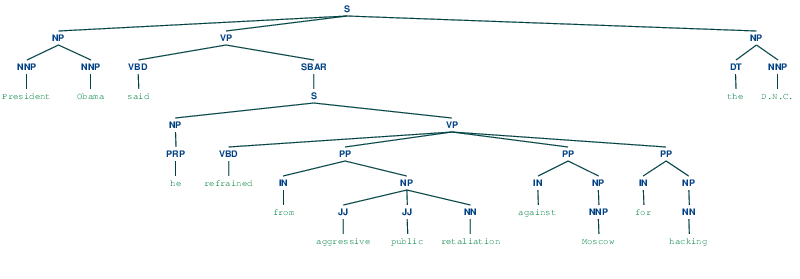 S
NP VP NP
NNP NNP VBD SBAR DT NNP
President Obama said S the D.N.C.
NP VP
PRP VBD PP PP PP
he refrained IN NP IN NP IN NP
from JJ JJ NN against NNP for NN
aggressive public retaliation Moscow hacking